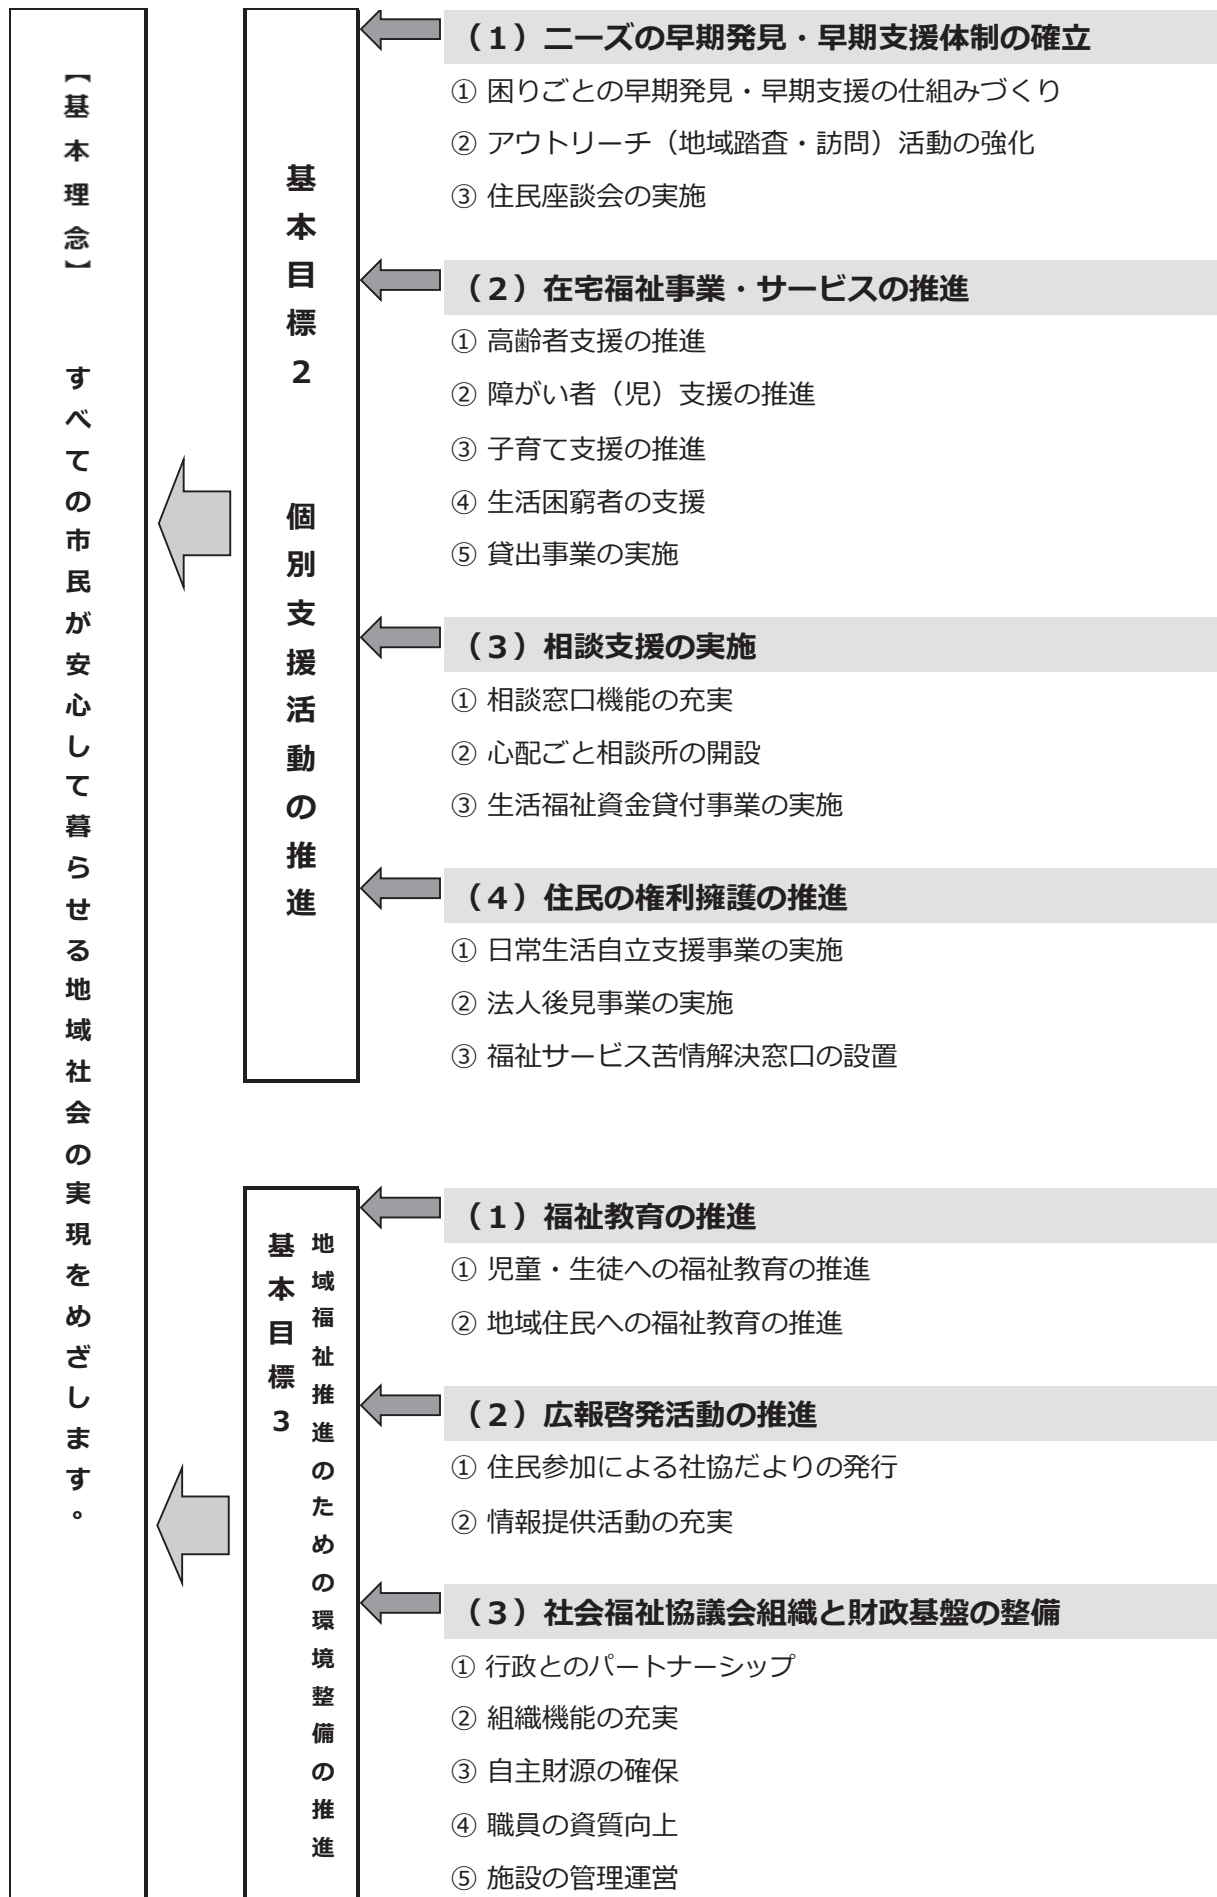 【基本理念】　すべての市民が安心して暮らせる地域社会の実現をめざします。
基本目標２　個別支援活動の推進
（１）ニーズの早期発見・早期支援体制の確立
① 困りごとの早期発見・早期支援の仕組みづくり
② アウトリーチ（地域踏査・訪問）活動の強化
③ 住民座談会の実施
（２）在宅福祉事業・サービスの推進
① 高齢者支援の推進
② 障がい者（児）支援の推進
③ 子育て支援の推進
④ 生活困窮者の支援
⑤ 貸出事業の実施
（３）相談支援の実施
① 相談窓口機能の充実
② 心配ごと相談所の開設
③ 生活福祉資金貸付事業の実施
（４）住民の権利擁護の推進
① 日常生活自立支援事業の実施
② 法人後見事業の実施
③ 福祉サービス苦情解決窓口の設置
基本目標３
地域福祉推進のための環境整備の推進
（１）福祉教育の推進
① 児童・生徒への福祉教育の推進
② 地域住民への福祉教育の推進
（２）広報啓発活動の推進
① 住民参加による社協だよりの発行
② 情報提供活動の充実
（３）社会福祉協議会組織と財政基盤の整備
① 行政とのパートナーシップ
② 組織機能の充実
③ 自主財源の確保
④ 職員の資質向上
⑤ 施設の管理運営